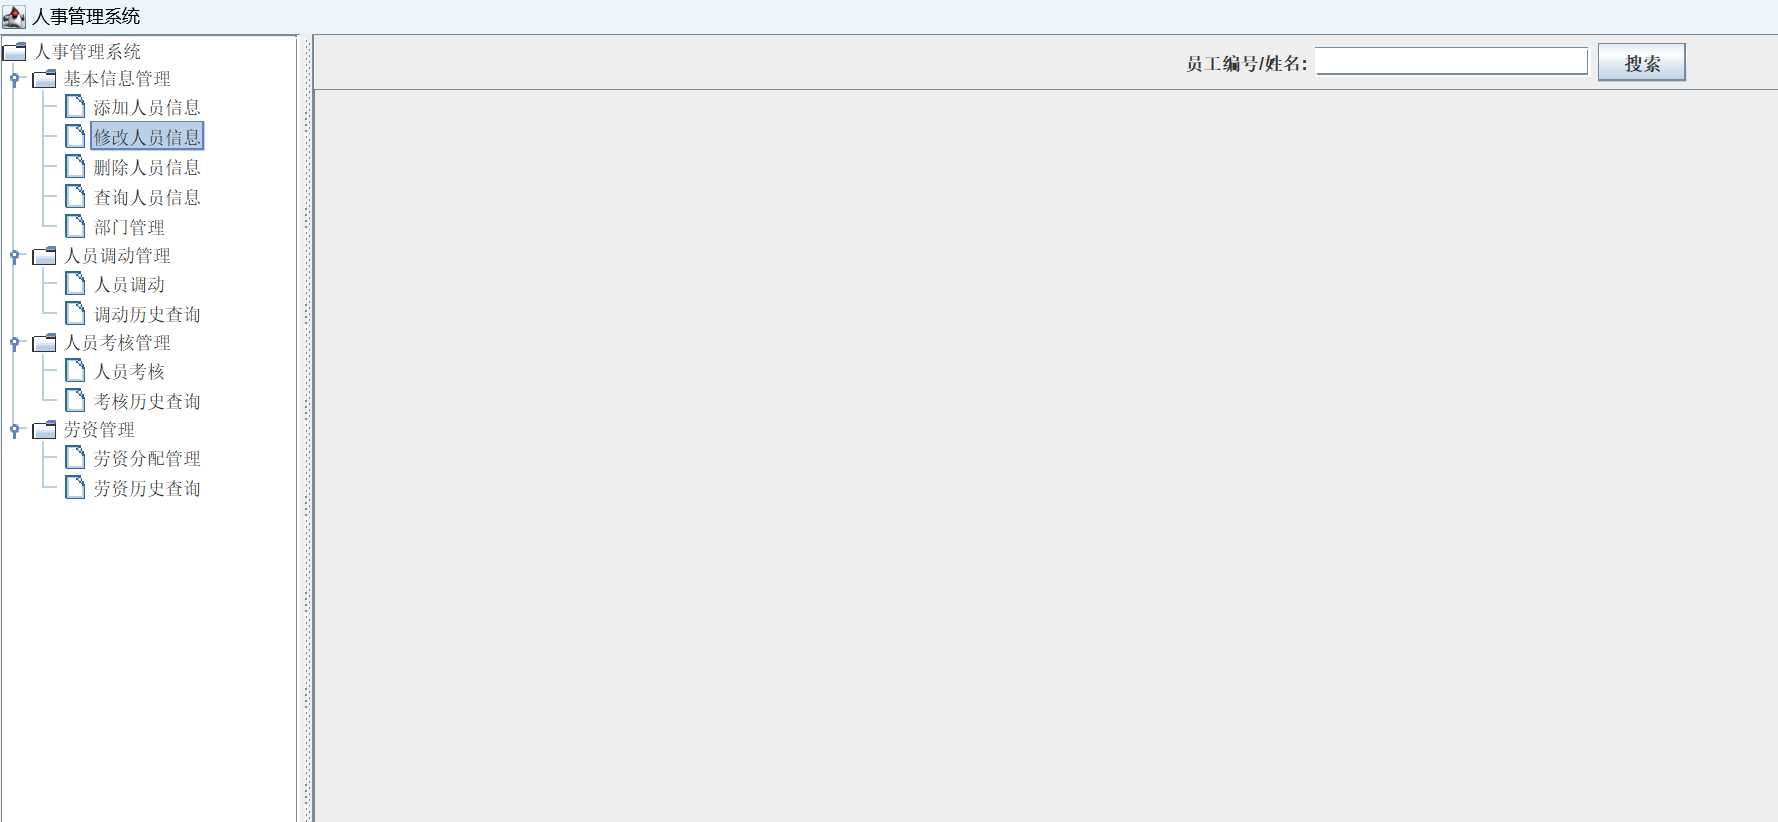 人事管理系统
人事管理系统
基本信息管理
添加人员信息
修改人员信息
删除人员信息
查询人员信息
部门管理
人员调动管理
人员调动
调动历史查询
人员考核管理
人员考核
考核历史查询
劳资管理
劳资分配管理
劳资历史查询
员工编号/姓名: 搜索